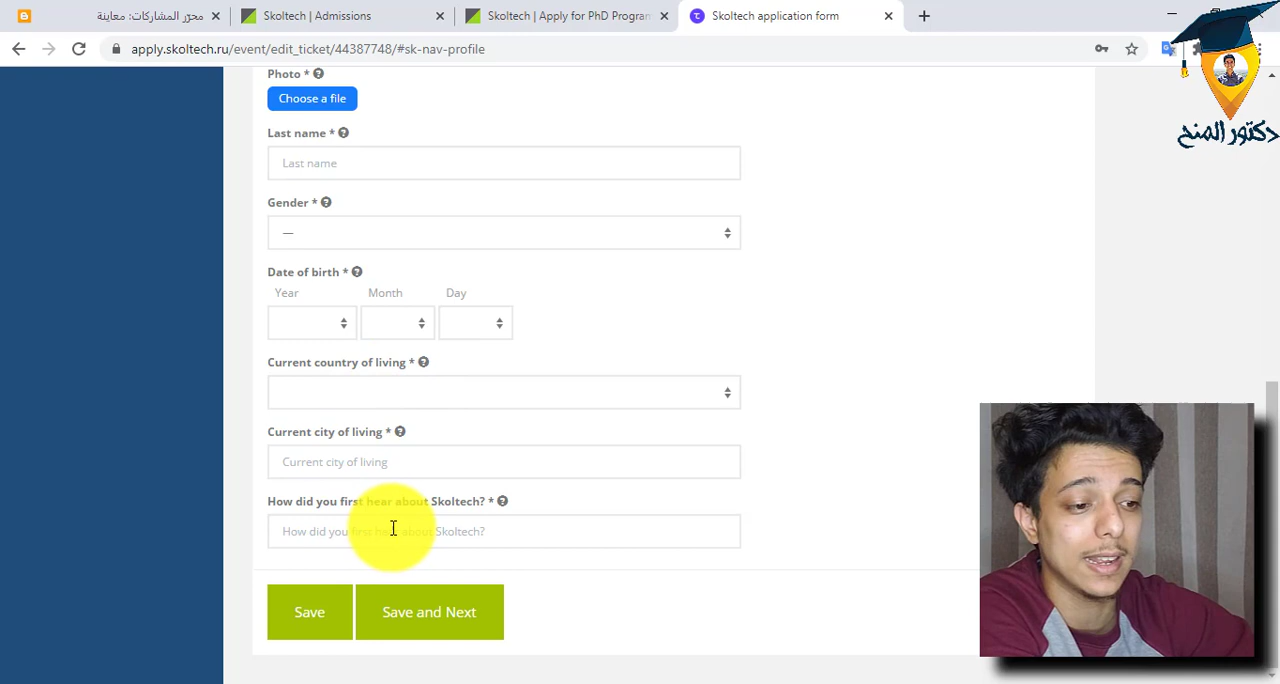 محرّر المشاركات: معاينة
Skoltech | Admissions
Skoltech | Apply for PhD Program
Skoltech application form
apply.skoltech.ru/event/edit_ticket/44387748/#sk-nav-profile
دكتور المنح
Photo *
Choose a file
Last name *
Last name
Gender *
—
Date of birth *
Year Month Day
Current country of living *
Current city of living *
Current city of living
How did you first hear about Skoltech? *
How did you first hear about Skoltech?
Save Save and Next